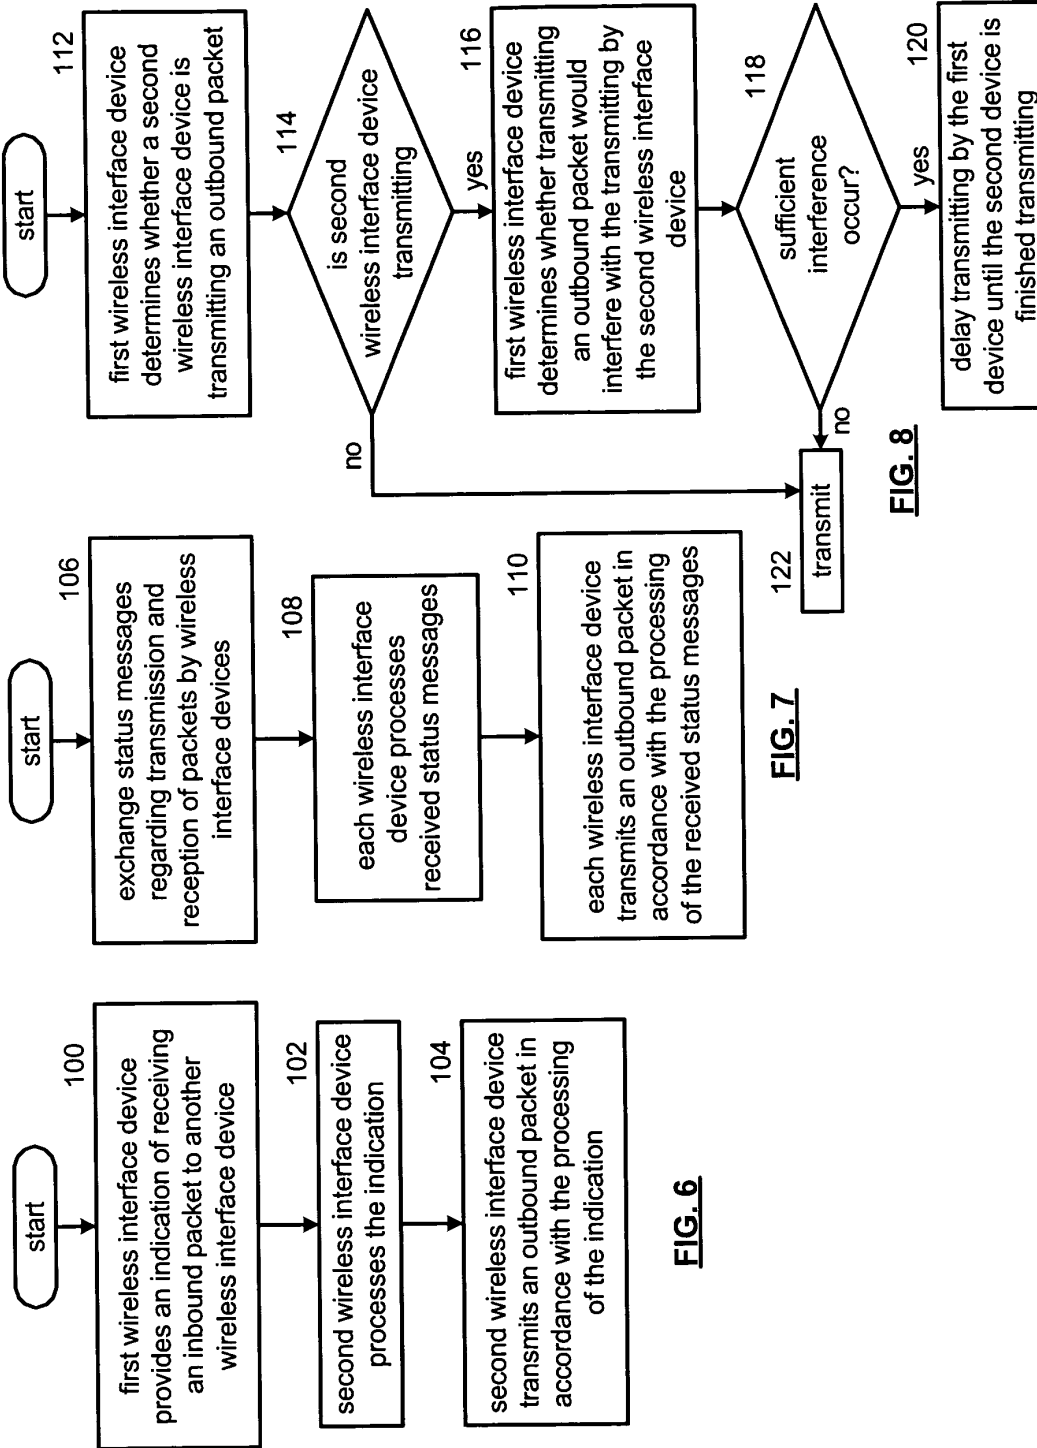 start
100
first wireless interface device
provides an indication of receiving
an inbound packet to another
wireless interface device
102
second wireless interface device
processes the indication
104
second wireless interface device
transmits an outbound packet in
accordance with the processing
of the indication
FIG. 6
start
106
exchange status messages
regarding transmission and
reception of packets by wireless
interface devices
108
each wireless interface
device processes
received status messages
110
each wireless interface device
transmits an outbound packet in
accordance with the processing
of the received status messages
FIG. 7
start
112
first wireless interface device
determines whether a second
wireless interface device is
transmitting an outbound packet
114
is second
wireless interface device
transmitting
no
yes
116
first wireless interface device
determines whether transmitting
an outbound packet would
interfere with the transmitting by
the second wireless interface
device
118
sufficient
interference
occur?
no
yes
122
transmit
120
delay transmitting by the first
device until the second device is
finished transmitting
FIG. 8